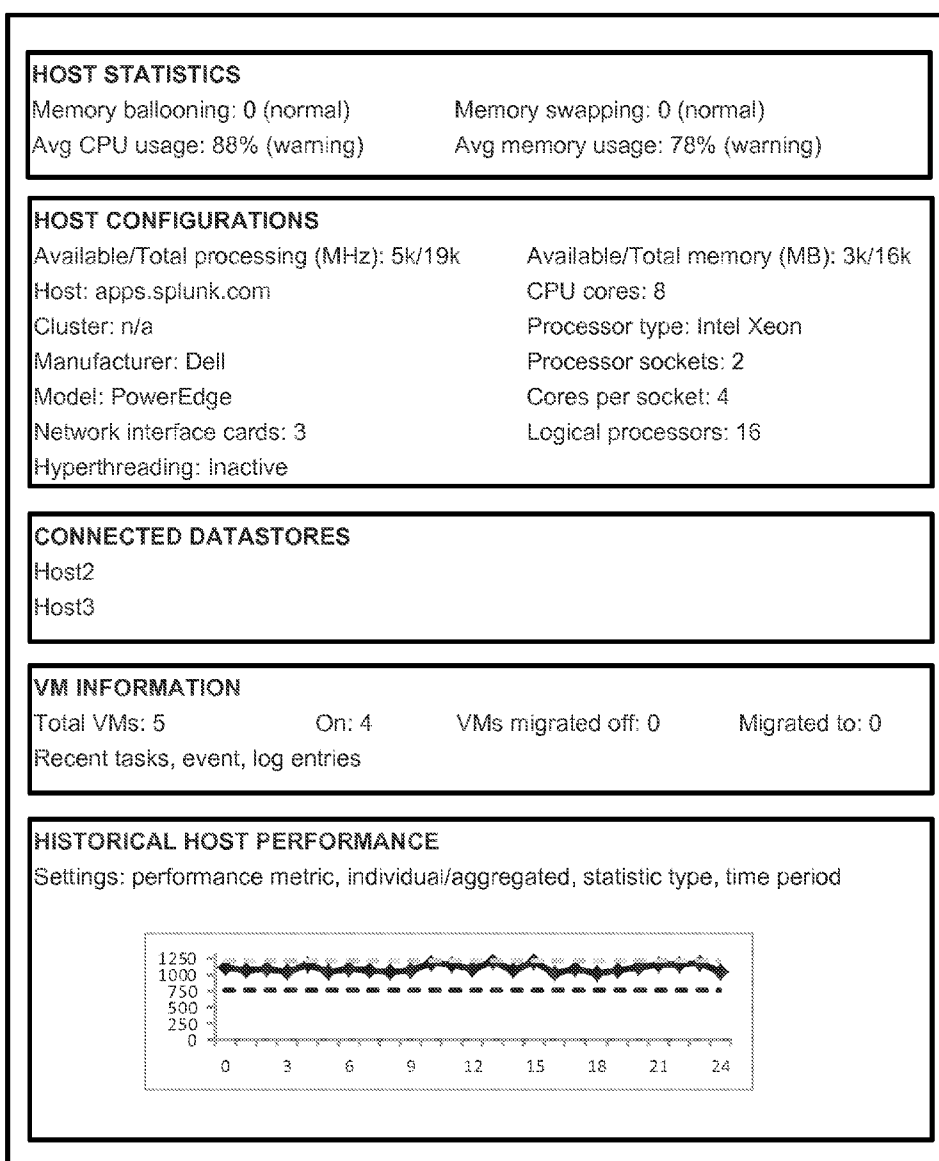 HOST STATISTICS
Memory ballooning: 0 (normal) Memory swapping: 0 (normal)
Avg CPU usage: 88% (warning) Avg memory usage: 78% (warning)
HOST CONFIGURATIONS
Available/Total processing (MHz): 5k/19k Available/Total memory (MB): 3k/16k
Host: apps.splunk.com CPU cores: 8
Cluster: n/a Processor type: Intel Xeon
Manufacturer: Dell Processor sockets: 2
Model: PowerEdge Cores per socket: 4
Network interface cards: 3 Logical processors: 16
Hyperthreading: Inactive
CONNECTED DATASTORES
Host2
Host3
VM INFORMATION
Total VMs: 5 On: 4 VMs migrated off: 0 Migrated to: 0
Recent tasks, event, log entries
HISTORICAL HOST PERFORMANCE
Settings: performance metric, individual/aggregated, statistic type, time period
1250
1000
750
500
250
0
0 3 6 9 12 15 18 21 24